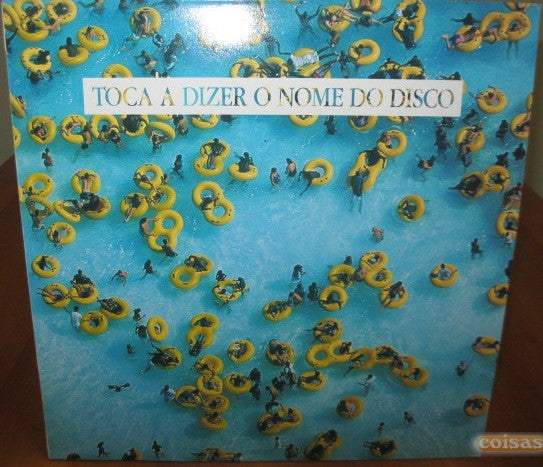 TOCA A DIZER O NOME DO DISCO
coisas